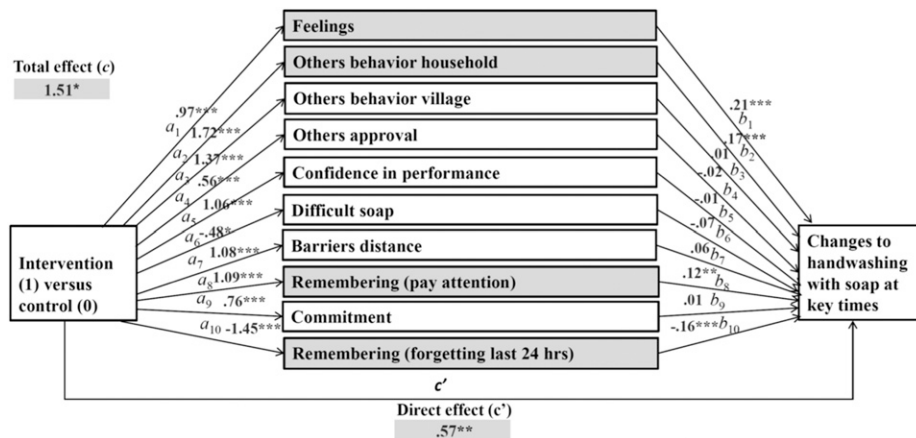 Feelings
Total effect (c)
1.51*
Others behavior household
Others behavior village
Others approval
Confidence in performance
Difficult soap
Barriers distance
Remembering (pay attention)
Commitment
Remembering (forgetting last 24 hrs)
.97***
a1 1.72***
a2 1.37***
a3 .56***
a4 1.06***
a5
a6 -.48*
a7 1.08***
a8 1.09***
a9 .76***
a10 -1.45***
.21***
b1
.17***
.01 b2
-.02 b3
b4
-.01 b5
-.07 b6
.06 b7
.12** b8
.01 b9
-.16*** b10
Intervention
(1) versus
control (0)
Changes to
handwashing
with soap at
key times
c'
Direct effect (c')
.57**